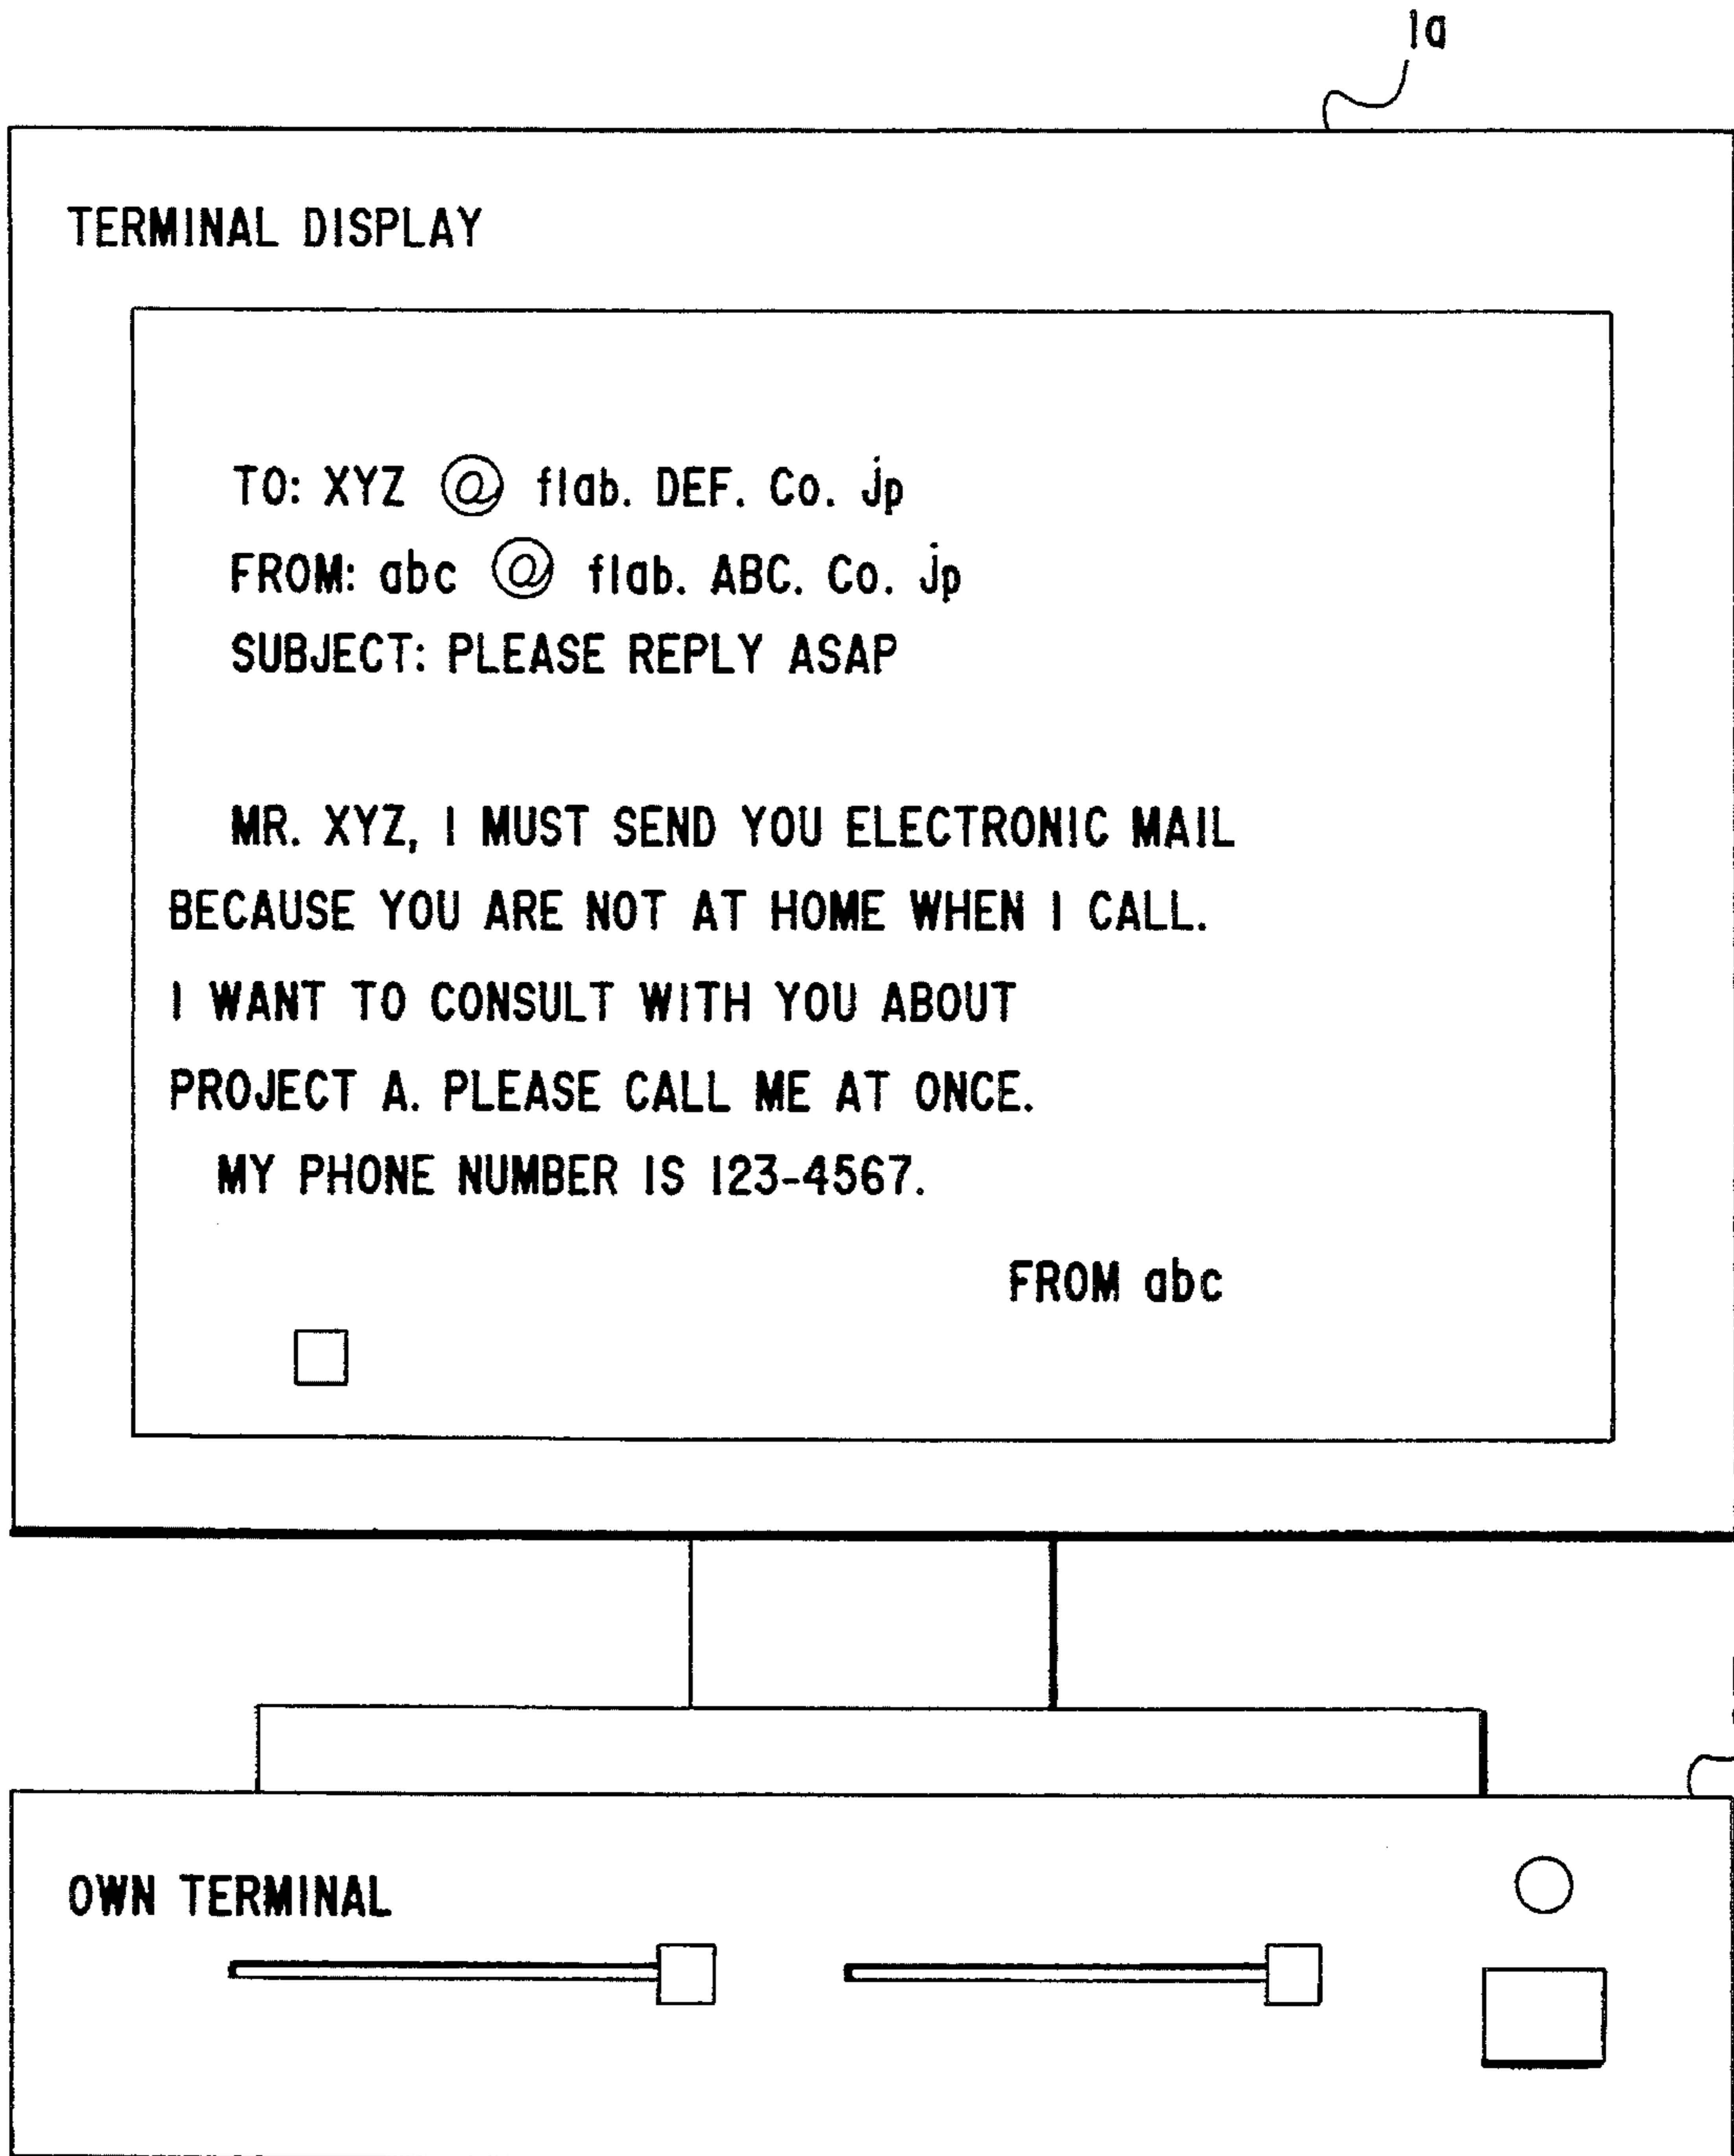 1a
TERMINAL DISPLAY
TO: XYZ @ flab. DEF. Co. jp
FROM: abc @ flab. ABC. Co. jp
SUBJECT: PLEASE REPLY ASAP
MR. XYZ, I MUST SEND YOU ELECTRONIC MAIL
BECAUSE YOU ARE NOT AT HOME WHEN I CALL.
I WANT TO CONSULT WITH YOU ABOUT
PROJECT A. PLEASE CALL ME AT ONCE.
MY PHONE NUMBER IS 123-4567.
FROM abc
OWN TERMINAL